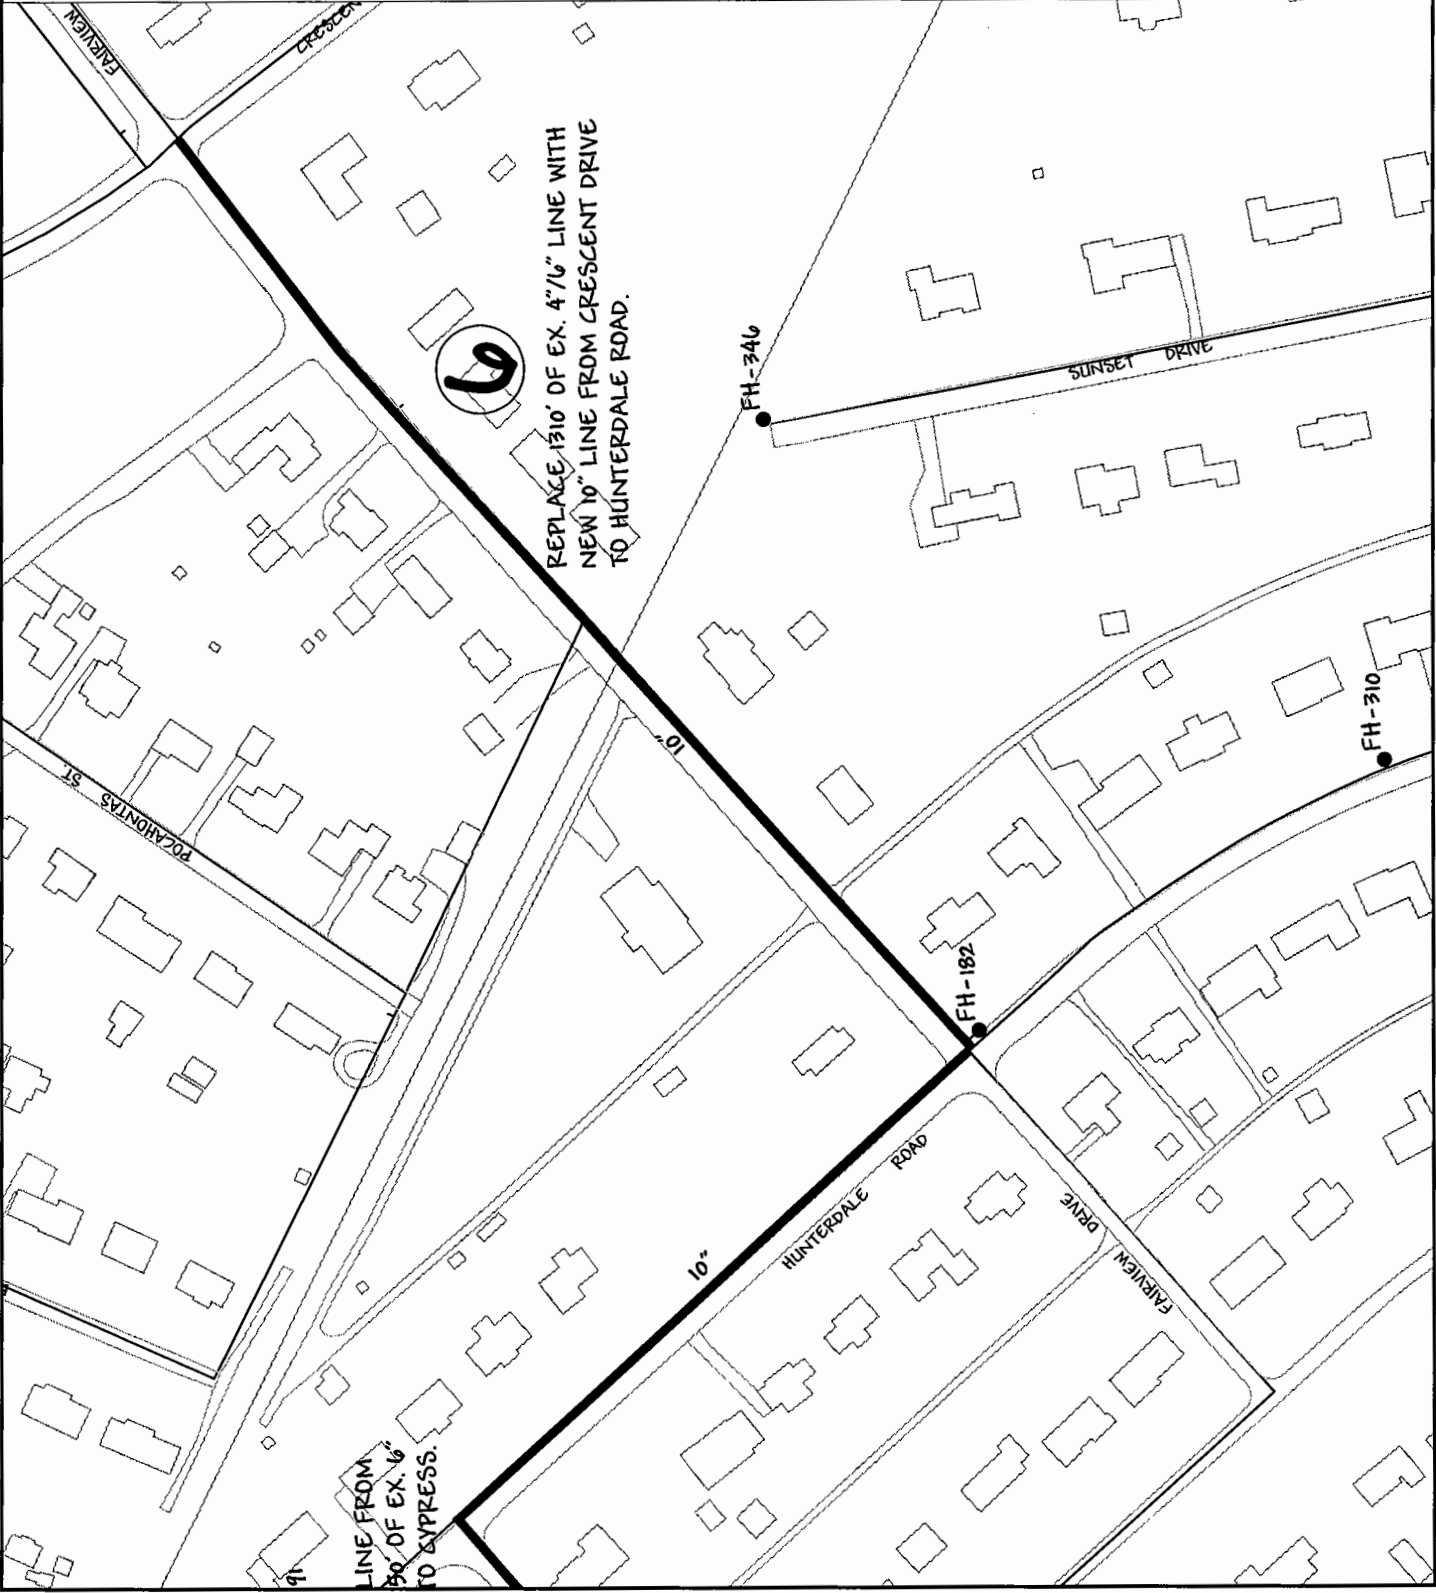 FAIRVIEW
6
REPLACE 1310' OF EX. 4"/6" LINE WITH
NEW 10" LINE FROM CRESCENT DRIVE
TO HUNTERDALE ROAD.
FH-346
SUNSET DRIVE
POCAHONTAS ST.
10"
FH-310
FH-182
HUNTERDALE ROAD
10"
FAIRVIEW DRIVE
LINE FROM
50' OF EX. 6"
TO CYPRESS.
91